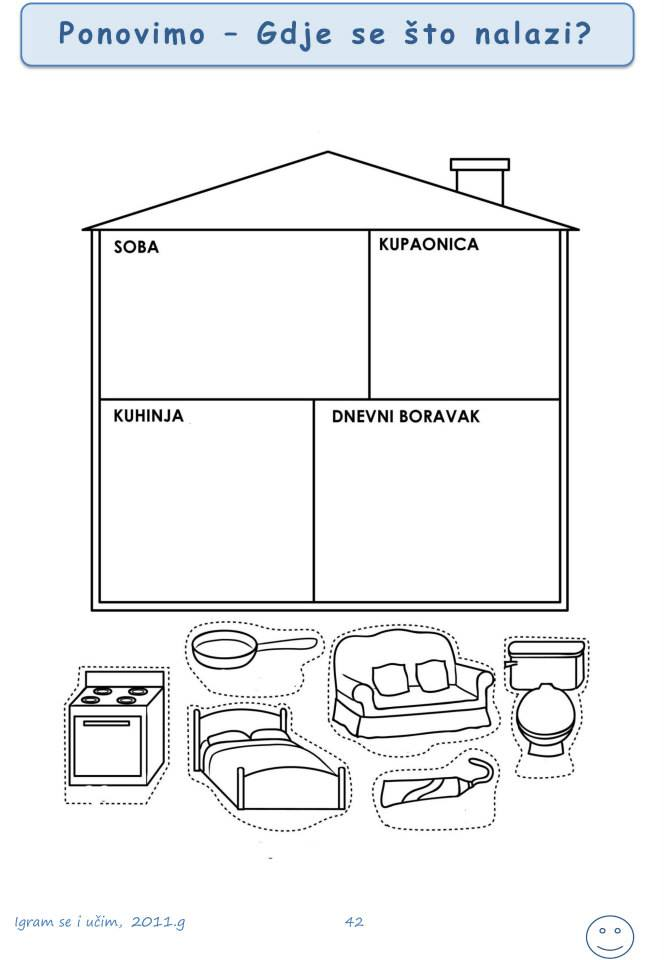 Ponovimo – Gdje se što nalazi?
SOBA
KUPAONICA
KUHINJA
DNEVNI BORAVAK
Igram se i učim, 2011.g
42